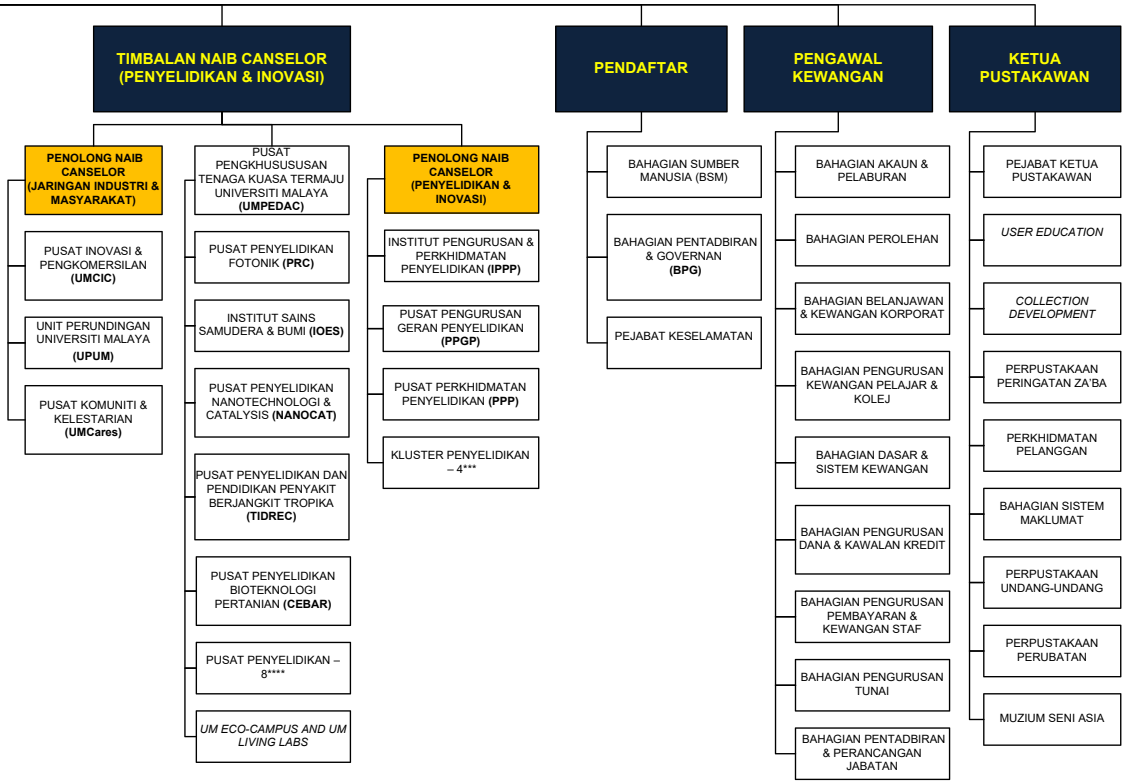 TIMBALAN NAIB CANSELOR
(PENYELIDIKAN & INOVASI)
PENOLONG NAIB
CANSELOR
(JARINGAN INDUSTRI &
MASYARAKAT)
PUSAT INOVASI &
PENGKOMERSILAN
(UMCIC)
UNIT PERUNDINGAN
UNIVERSITI MALAYA
(UPUM)
PUSAT KOMUNITI &
KELESTARIAN
(UMCares)
PUSAT
PENGKHUSUSUSAN
TENAGA KUASA TERMAJU
UNIVERSITI MALAYA
(UMPEDAC)
PUSAT PENYELIDIKAN
FOTONIK (PRC)
INSTITUT SAINS
SAMUDERA & BUMI (IOES)
PUSAT PENYELIDIKAN
NANOTECHNOLOGI &
CATALYSIS (NANOCAT)
PUSAT PENYELIDIKAN DAN
PENDIDIKAN PENYAKIT
BERJANGKIT TROPIKA
(TIDREC)
PUSAT PENYELIDIKAN
BIOTEKNOLOGI
PERTANIAN (CEBAR)
PUSAT PENYELIDIKAN –
8****
UM ECO-CAMPUS AND UM
LIVING LABS
PENOLONG NAIB
CANSELOR
(PENYELIDIKAN &
INOVASI)
INSTITUT PENGURUSAN &
PERKHIDMATAN
PENYELIDIKAN (IPPP)
PUSAT PENGURUSAN
GERAN PENYELIDIKAN
(PPGP)
PUSAT PERKHIDMATAN
PENYELIDIKAN (PPP)
KLUSTER PENYELIDIKAN
– 4***
PENDAFTAR
BAHAGIAN SUMBER
MANUSIA (BSM)
BAHAGIAN PENTADBIRAN
& GOVERNAN
(BPG)
PEJABAT KESELAMATAN
PENGAWAL
KEWANGAN
BAHAGIAN AKAUN &
PELABURAN
BAHAGIAN PEROLEHAN
BAHAGIAN BELANJAWAN
& KEWANGAN KORPORAT
BAHAGIAN PENGURUSAN
KEWANGAN PELAJAR &
KOLEJ
BAHAGIAN DASAR &
SISTEM KEWANGAN
BAHAGIAN PENGURUSAN
DANA & KAWALAN KREDIT
BAHAGIAN PENGURUSAN
PEMBAYARAN &
KEWANGAN STAF
BAHAGIAN PENGURUSAN
TUNAI
BAHAGIAN PENTADBIRAN
& PERANCANGAN
JABATAN
KETUA
PUSTAKAWAN
PEJABAT KETUA
PUSTAKAWAN
USER EDUCATION
COLLECTION
DEVELOPMENT
PERPUSTAKAAN
PERINGATAN ZA'BA
PERKHIDMATAN
PELANGGAN
BAHAGIAN SISTEM
MAKLUMAT
PERPUSTAKAAN
UNDANG-UNDANG
PERPUSTAKAAN
PERUBATAN
MUZIUM SENI ASIA